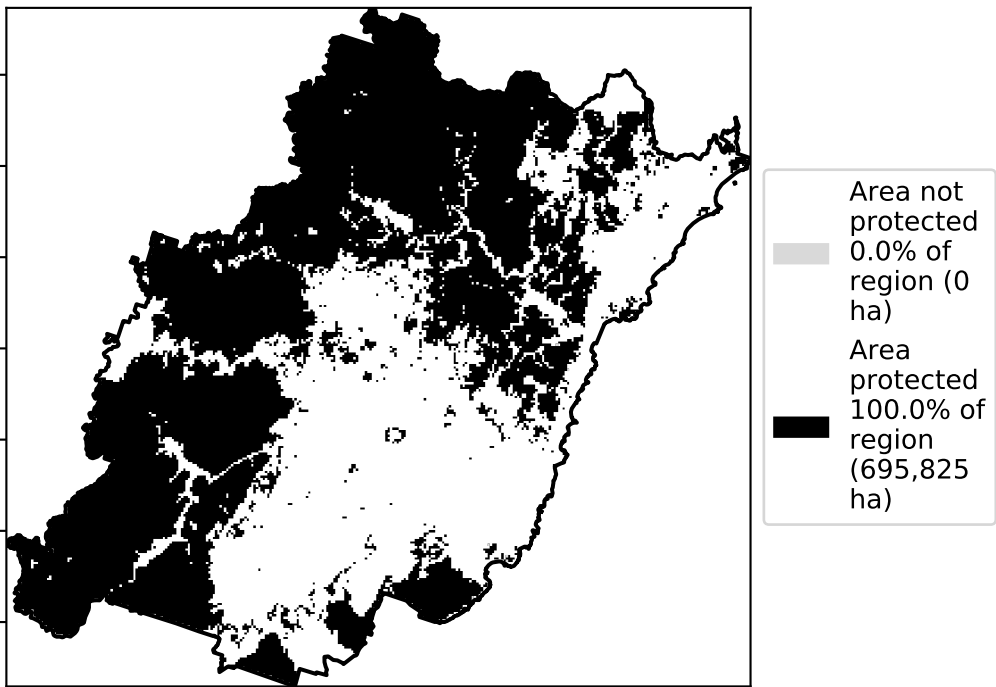 Area not
protected
0.0% of
region (0
ha)
Area
protected
100.0% of
region
(695,825
ha)